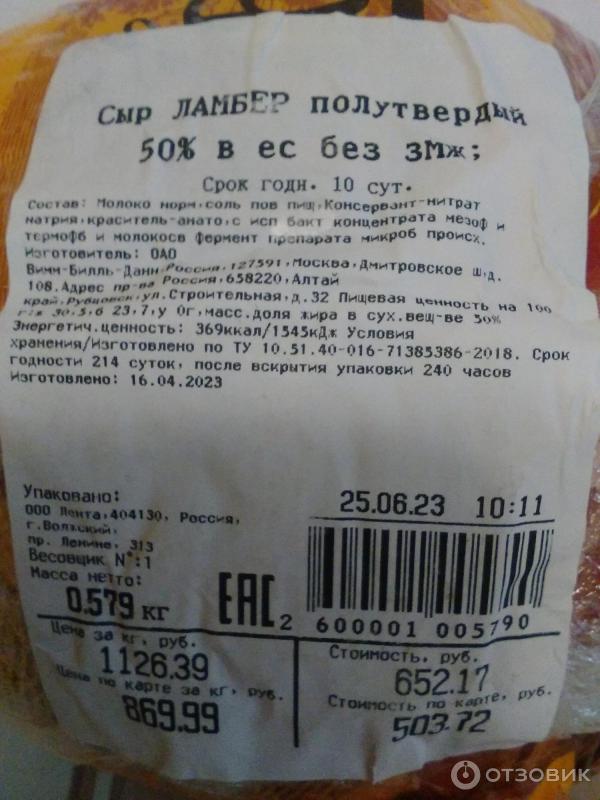 Сыр ЛАМБЕР полутвердый
50% в ес без змж;
Срок годн. 10 сут.
Состав: Молоко норм,соль пов пищ,Консервант-нитрат
натрия,краситель-анато,с исп бакт концентрата мезоф и
термофб и молокосв фермент препарата микроб происх.
Изготовитель: ОАО
Вимм-Билль-Данн,Россия,127591,Москва,Дмитровское ш,д.
108.Адрес пр-ва Россия,658220,Алтай
край,Рубцовск,ул.Строительная,д.32 Пищевая ценность на 100
г:ж 30,5,б 23,7,у 0г,масс.доля жира в сух.вещ-ве 50%
Энергетич.ценность: 369ккал/1545кДж Условия
хранения/Изготовлено по ТУ 10.51.40-016-71385386-2018. Срок
годности 214 суток, после вскрытия упаковки 240 часов
Изготовлено: 16.04.2023
Упаковано:
ООО Лента,404130, Россия,
г.Волжский,
пр. Ленина, 313
Весовщик №:1
Масса нетто:
0.579 кг
25.06.23 10:11
EAC
2 600001 005790
Цена за кг, руб.
1126.39
Цена по карте за кг, руб.
869.99
Стоимость, руб.
652.17
Стоимость по карте, руб.
503.72
ОТЗОВИК